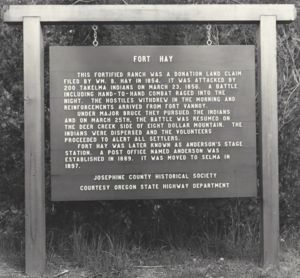 FORT HAY
THIS FORTIFIED RANCH WAS A DONATION LAND CLAIM
FILED BY WM. B. HAY IN 1854. IT WAS ATTACKED BY
200 TAKELMA INDIANS ON MARCH 23, 1856. A BATTLE
INCLUDING HAND-TO-HAND COMBAT RAGED INTO THE
NIGHT. THE HOSTILES WITHDREW IN THE MORNING AND
REINFORCEMENTS ARRIVED FROM FORT VANNOY.
UNDER MAJOR BRUCE THEY PURSUED THE INDIANS
AND ON MARCH 25TH, THE BATTLE WAS RESUMED ON
THE DEER CREEK SIDE OF EIGHT DOLLAR MOUNTAIN. THE
INDIANS WERE DISPERSED AND THE VOLUNTEERS
PROCEEDED TO ALERT ALL SETTLERS.
FORT HAY WAS LATER KNOWN AS ANDERSON'S STAGE
STATION. A POST OFFICE NAMED ANDERSON WAS
ESTABLISHED IN 1889. IT WAS MOVED TO SELMA IN
1897.
JOSEPHINE COUNTY HISTORICAL SOCIETY
COURTESY OREGON STATE HIGHWAY DEPARTMENT